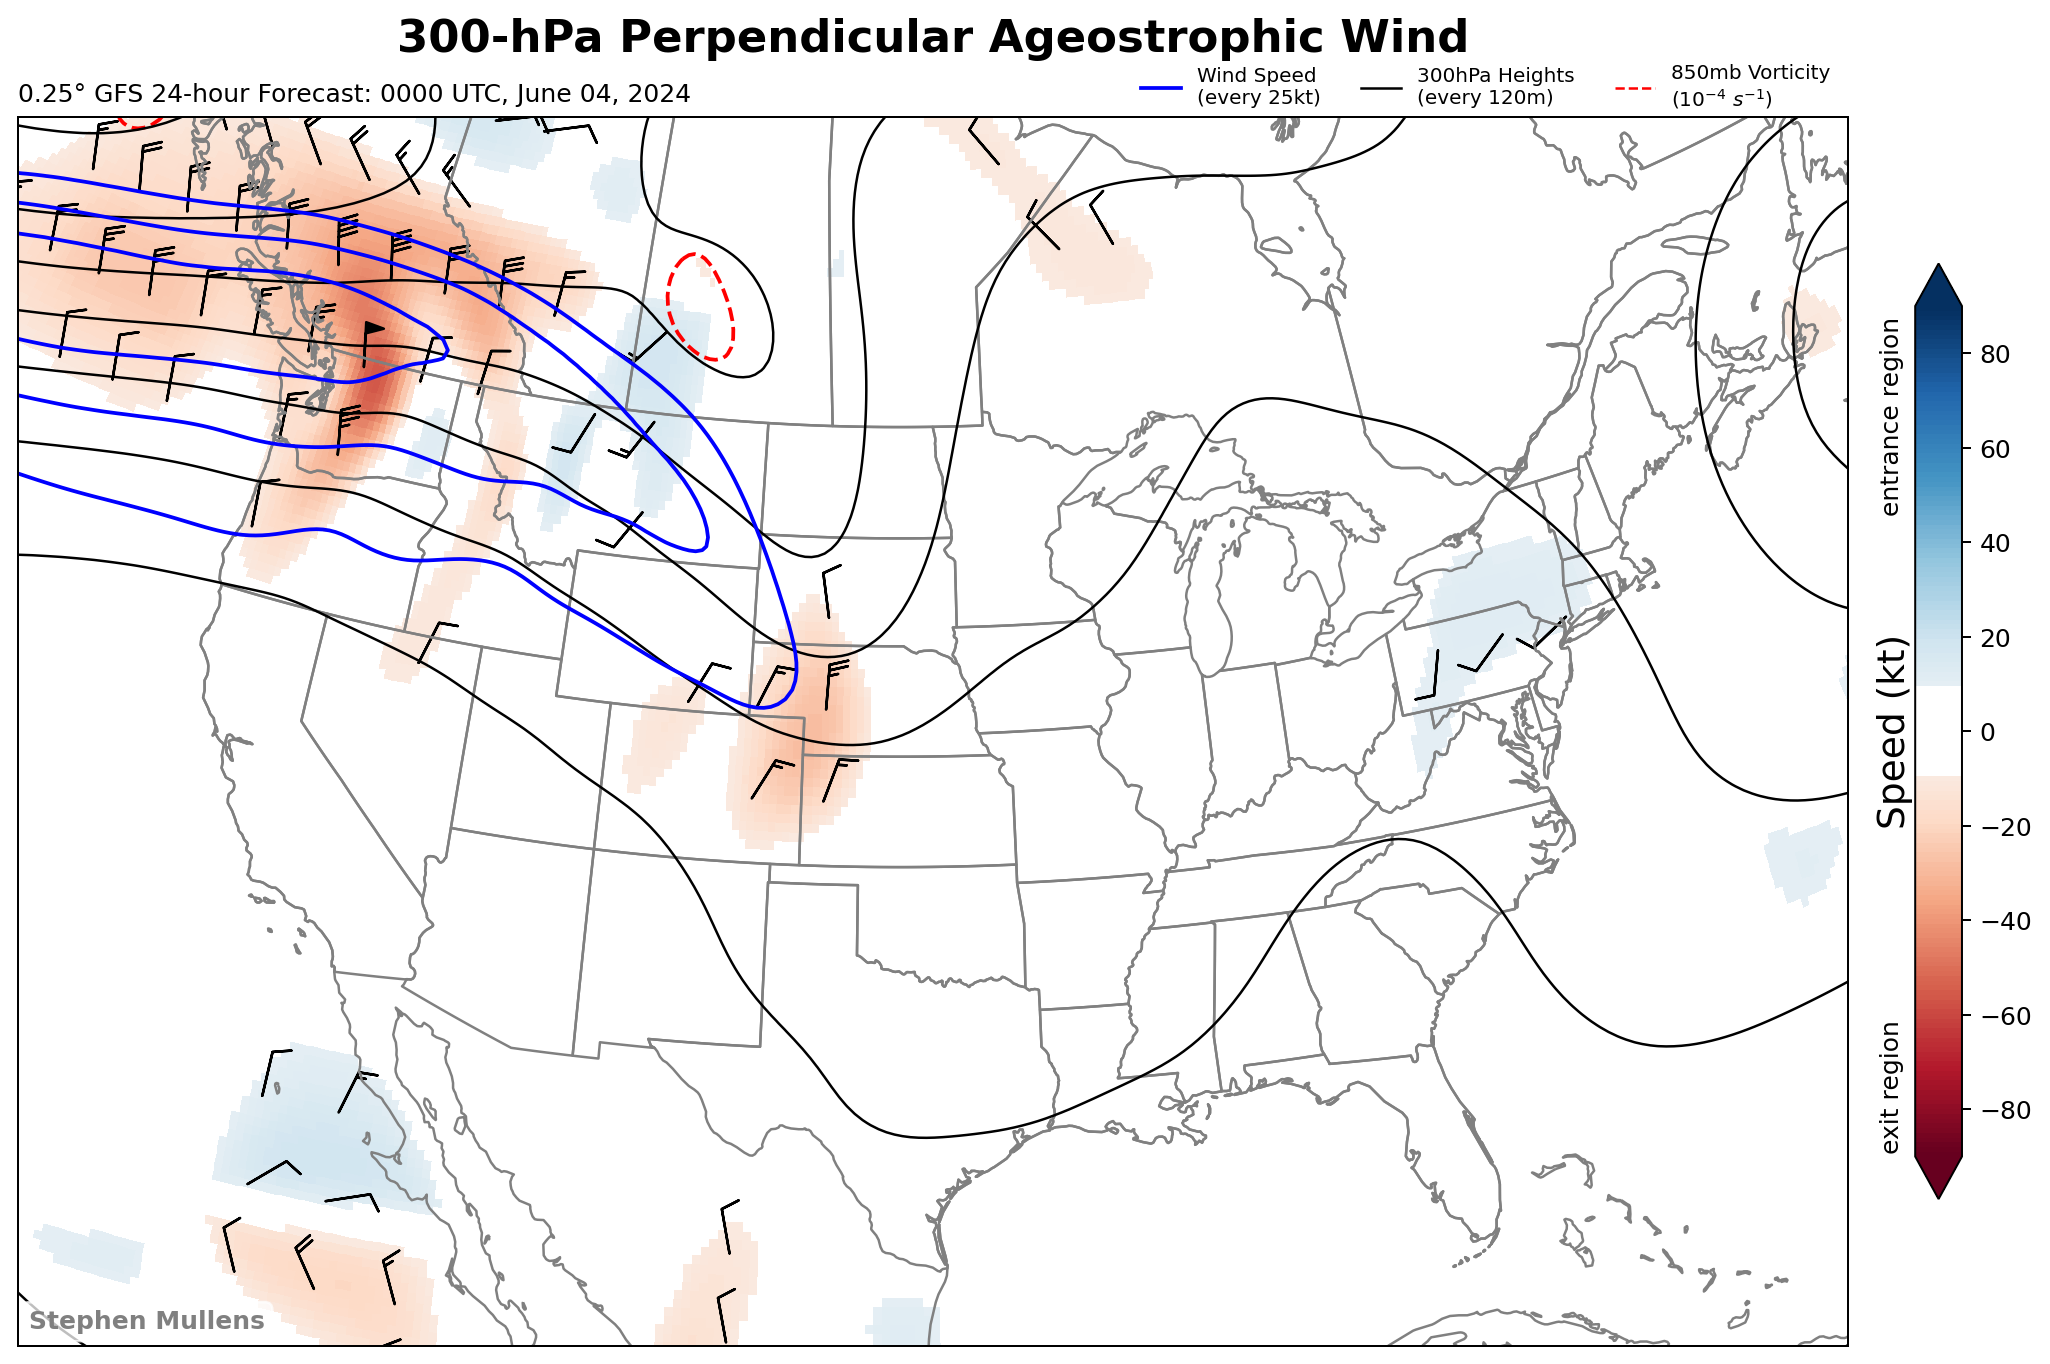 300-hPa Perpendicular Ageostrophic Wind
0.25° GFS 24-hour Forecast: 0000 UTC, June 04, 2024
Wind Speed
(every 25kt)
300hPa Heights
(every 120m)
850mb Vorticity
(10⁻⁴ s⁻¹)
entrance region
Speed (kt)
exit region
80
60
40
20
0
−20
−40
−60
−80
Stephen Mullens